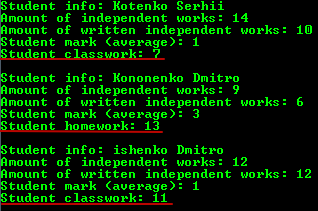 Student info: Kotenko Serhii
Amount of independent works: 14
Amount of written independent works: 10
Student mark (average): 1
Student classwork: 7
Student info: Kononenko Dmitro
Amount of independent works: 9
Amount of written independent works: 6
Student mark (average): 3
Student homework: 13
Student info: ishenko Dmitro
Amount of independent works: 12
Amount of written independent works: 12
Student mark (average): 1
Student classwork: 11